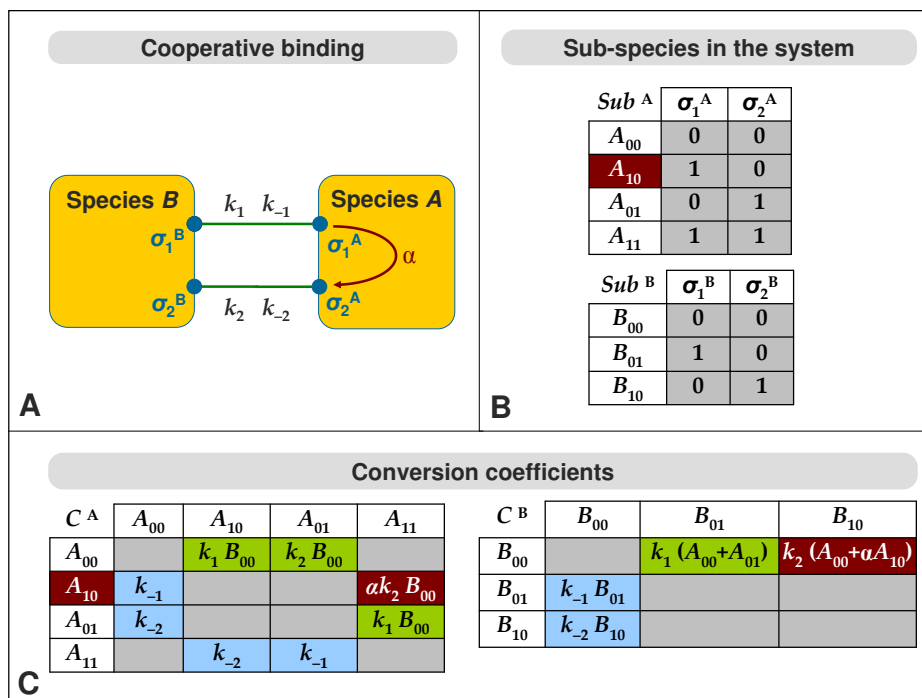 Cooperative binding
Species B
Species A
k₁ k₋₁
σ₁ᴮ
σ₁ᴬ
α
σ₂ᴮ
k₂ k₋₂
σ₂ᴬ
A
Sub-species in the system
Sub ᴬ σ₁ᴬ σ₂ᴬ
A₀₀ 0 0
A₁₀ 1 0
A₀₁ 0 1
A₁₁ 1 1
Sub ᴮ σ₁ᴮ σ₂ᴮ
B₀₀ 0 0
B₀₁ 1 0
B₁₀ 0 1
B
Conversion coefficients
C ᴬ A₀₀ A₁₀ A₀₁ A₁₁
A₀₀ k₁ B₀₀ k₂ B₀₀
A₁₀ k₋₁ αk₂ B₀₀
A₀₁ k₋₂ k₁ B₀₀
A₁₁ k₋₂ k₋₁
C ᴮ B₀₀ B₀₁ B₁₀
B₀₀ k₁ (A₀₀+A₀₁) k₂ (A₀₀+αA₁₀)
B₀₁ k₋₁ B₀₁
B₁₀ k₋₂ B₁₀
C